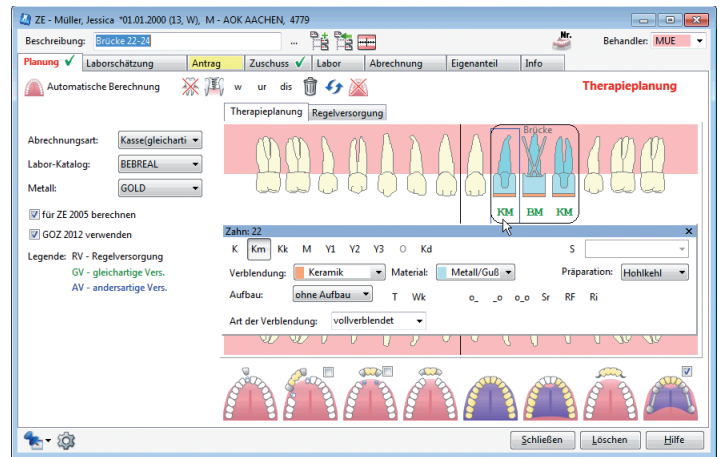 ZE - Müller, Jessica *01.01.2000 (13, W), M - AOK AACHEN, 4779
Beschreibung: Brücke 22-24 ... Nr. Behandler: MUE
Planung Laborschätzung Antrag Zuschuss Labor Abrechnung Eigenanteil Info
Automatische Berechnung w ur dis Therapieplanung
Therapieplanung Regelversorgung
Brücke
Abrechnungsart: Kasse(gleicharti
Labor-Katalog: BEBREAL
Metall: GOLD
KM BM KM
für ZE 2005 berechnen
GOZ 2012 verwenden
Legende: RV - Regelversorgung
GV - gleichartige Vers.
AV - andersartige Vers.
Zahn: 22 x
K Km Kk M Y1 Y2 Y3 O Kd S
Verblendung: Keramik Material: Metall/Guß Präparation: Hohlkehl
Aufbau: ohne Aufbau T Wk o_ _o o_o Sr RF Ri
Art der Verblendung: vollverblendet
Schließen Löschen Hilfe